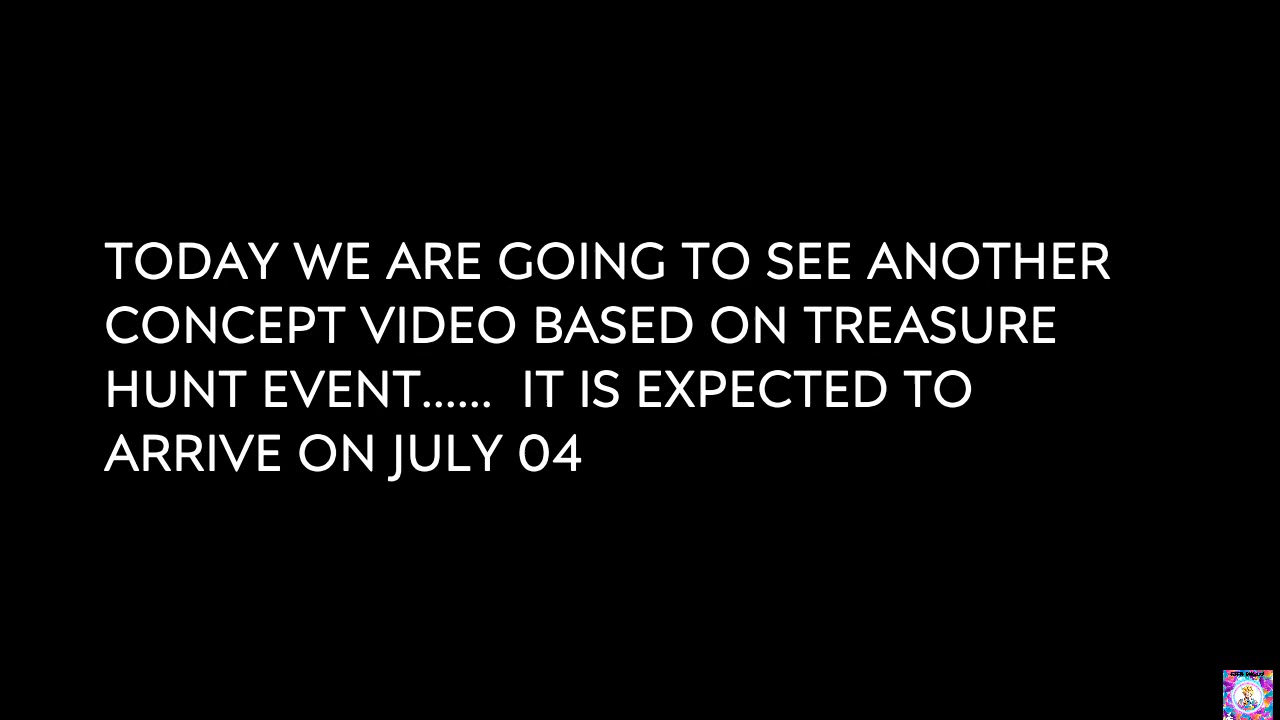 TODAY WE ARE GOING TO SEE ANOTHER
CONCEPT VIDEO BASED ON TREASURE
HUNT EVENT...... IT IS EXPECTED TO
ARRIVE ON JULY 04